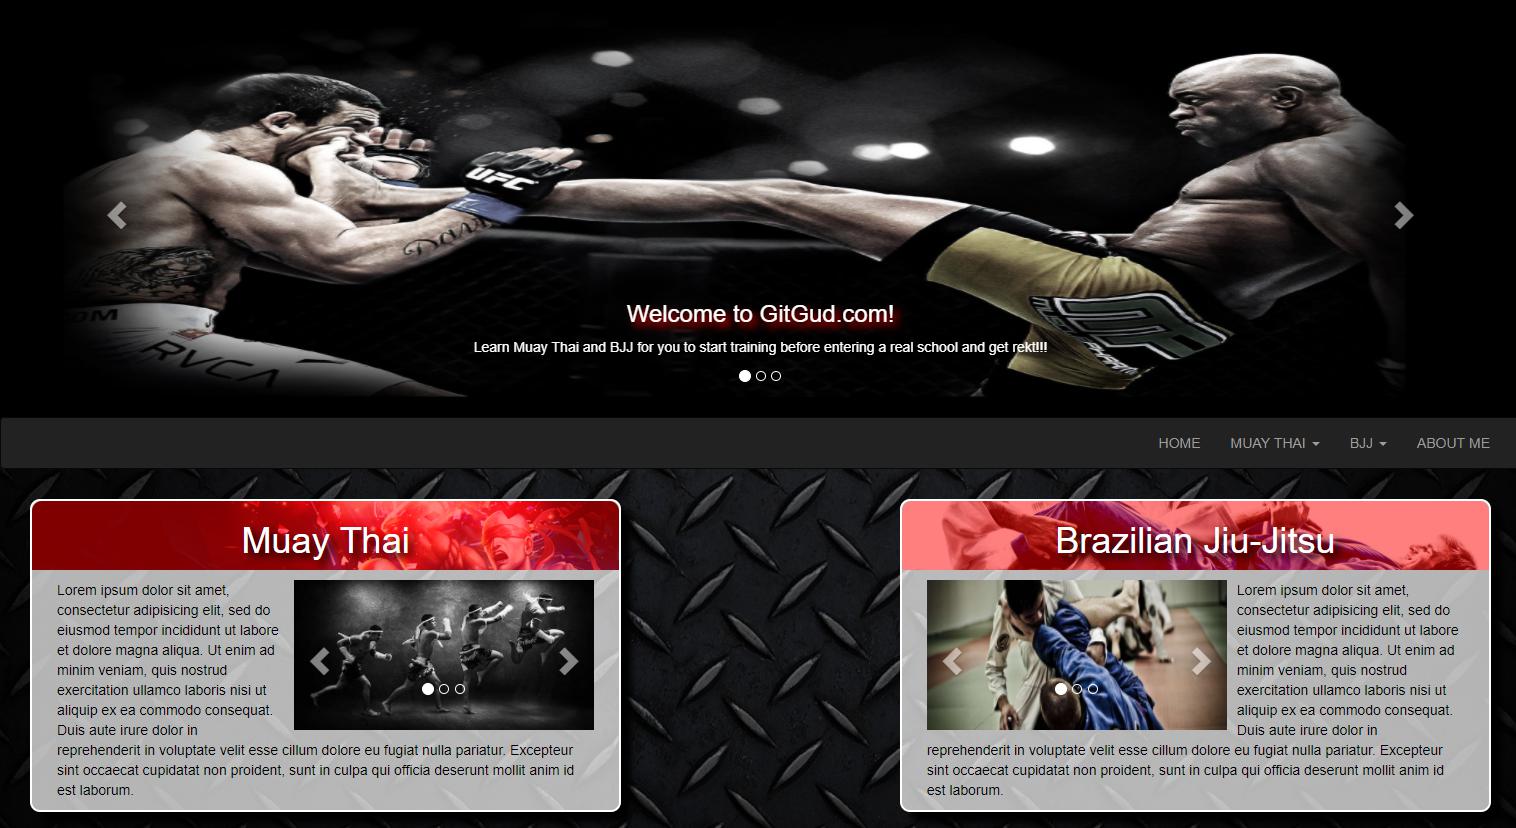 UFC
Davi
OM
RVCA
Welcome to GitGud.com!
Learn Muay Thai and BJJ for you to start training before entering a real school and get rekt!!!
HOME MUAY THAI BJJ ABOUT ME
Muay Thai
Lorem ipsum dolor sit amet,
consectetur adipisicing elit, sed do
eiusmod tempor incididunt ut labore
et dolore magna aliqua. Ut enim ad
minim veniam, quis nostrud
exercitation ullamco laboris nisi ut
aliquip ex ea commodo consequat.
Duis aute irure dolor in
reprehenderit in voluptate velit esse cillum dolore eu fugiat nulla pariatur. Excepteur
sint occaecat cupidatat non proident, sunt in culpa qui officia deserunt mollit anim id
est laborum.
Brazilian Jiu-Jitsu
Lorem ipsum dolor sit amet,
consectetur adipisicing elit, sed do
eiusmod tempor incididunt ut labore
et dolore magna aliqua. Ut enim ad
minim veniam, quis nostrud
exercitation ullamco laboris nisi ut
aliquip ex ea commodo consequat.
Duis aute irure dolor in
reprehenderit in voluptate velit esse cillum dolore eu fugiat nulla pariatur. Excepteur
sint occaecat cupidatat non proident, sunt in culpa qui officia deserunt mollit anim id
est laborum.